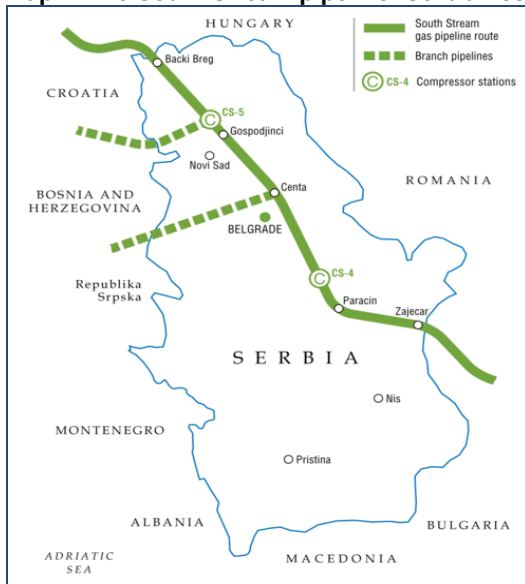 HUNGARY
South Stream
gas pipeline route
Branch pipelines
C CS-4 Compressor stations
Backi Breg
CROATIA
CS-5
C
Gospodjinci
Novi Sad
ROMANIA
BOSNIA AND
HERZEGOVINA
Centa
BELGRADE
CS-4
C
Republika
Srpska
Paracin
Zajecar
SERBIA
Nis
MONTENEGRO
Pristina
ALBANIA
BULGARIA
ADRIATIC
SEA
MACEDONIA